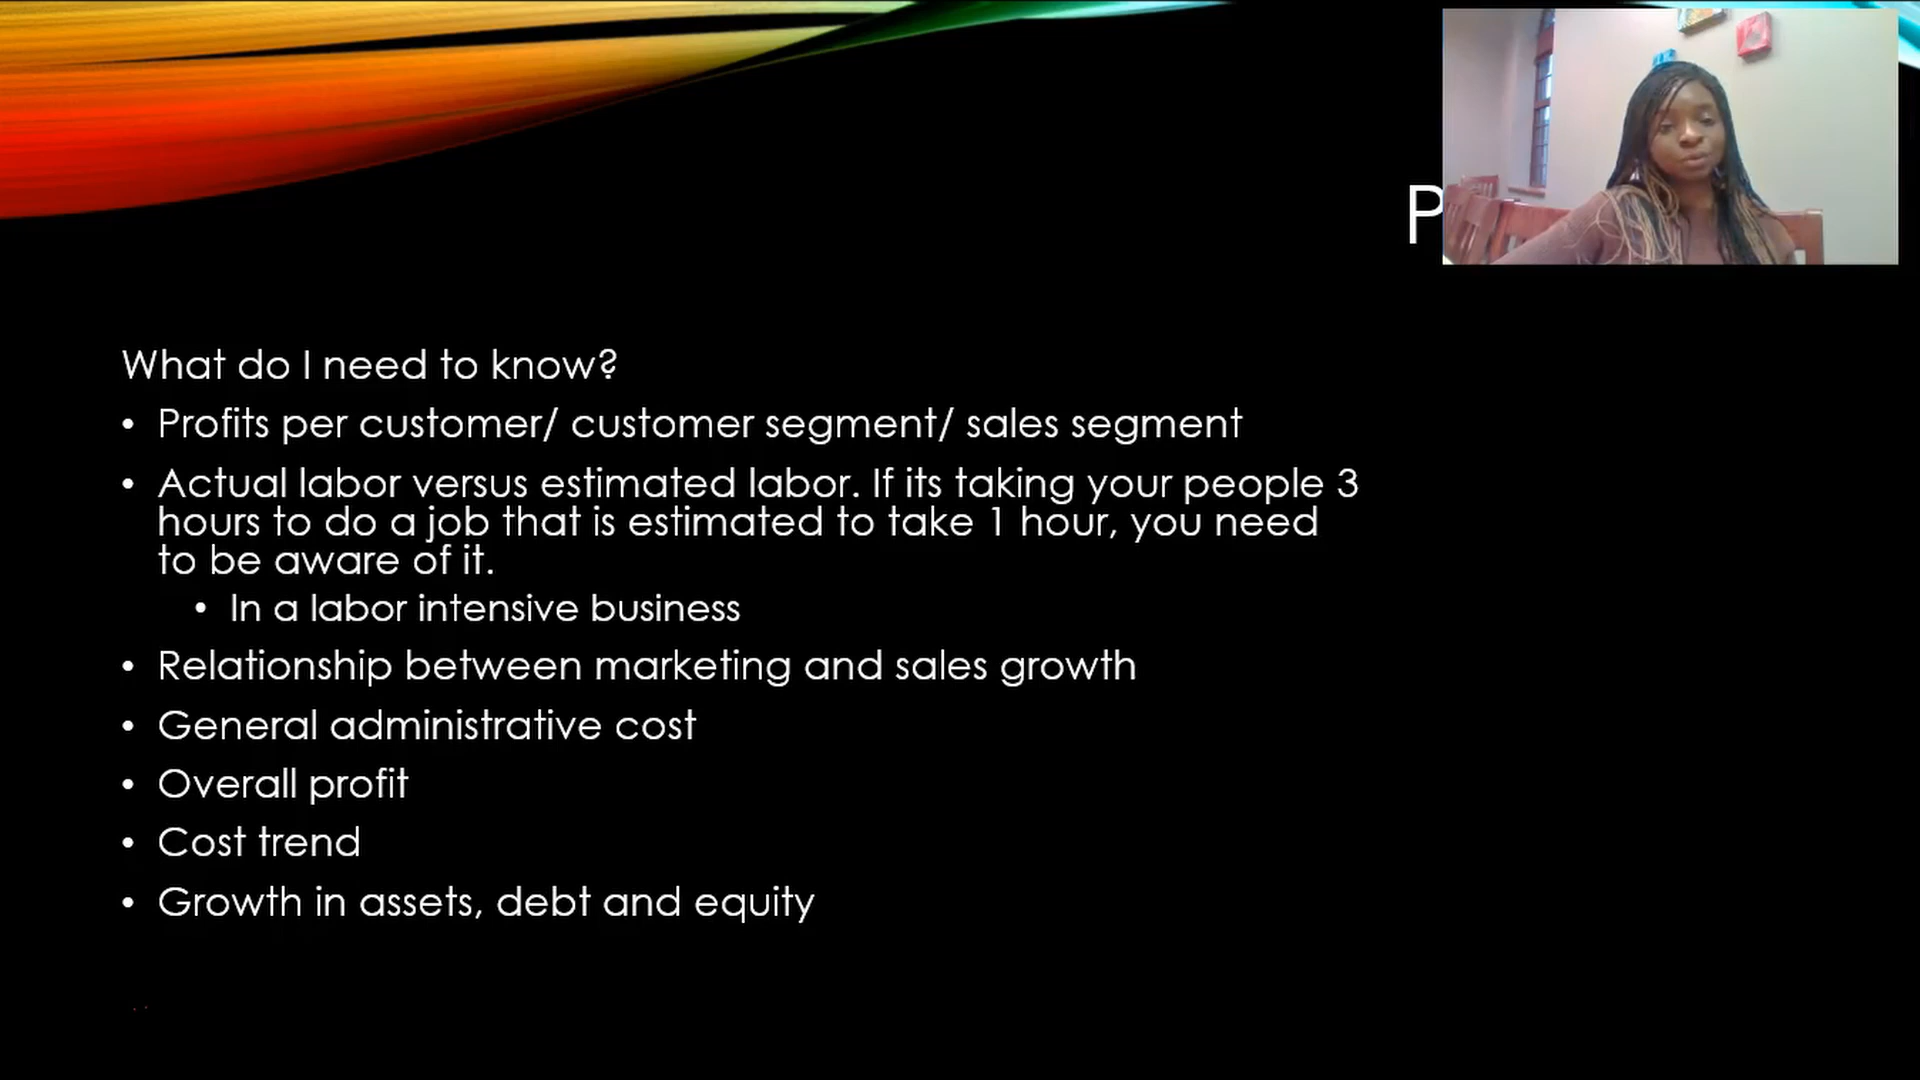 What do I need to know?
• Profits per customer/ customer segment/ sales segment
• Actual labor versus estimated labor. If its taking your people 3
hours to do a job that is estimated to take 1 hour, you need
to be aware of it.
• In a labor intensive business
• Relationship between marketing and sales growth
• General administrative cost
• Overall profit
• Cost trend
• Growth in assets, debt and equity